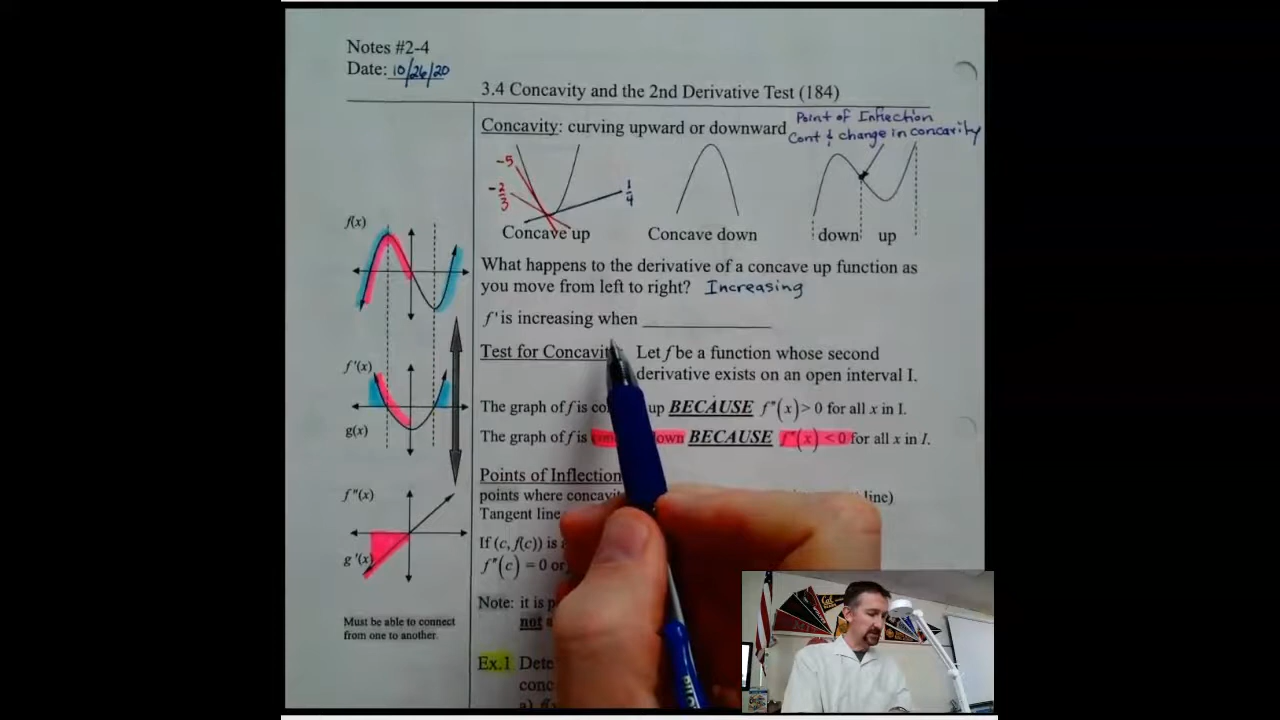 Notes #2-4
Date: 10/26/20
3.4 Concavity and the 2nd Derivative Test (184)
Concavity: curving upward or downward
Point of Inflection
Cont & change in concavity
-5
-2/3
1/4
Concave up
Concave down
down
up
What happens to the derivative of a concave up function as
you move from left to right? Increasing
f' is increasing when ____________
Test for Concavit
Let f be a function whose second
derivative exists on an open interval I.
The graph of f is co up BECAUSE f"(x) > 0 for all x in I.
The graph of f is down BECAUSE f"(x) < 0 for all x in I.
Points of Inflection
points where concavi line)
Tangent line
If (c, f(c)) is
f"(c) = 0 or
Note: it is
not
Ex.1 Dete
conc
a)
f(x)
f'(x)
g(x)
f"(x)
g'(x)
Must be able to connect
from one to another.
Cal